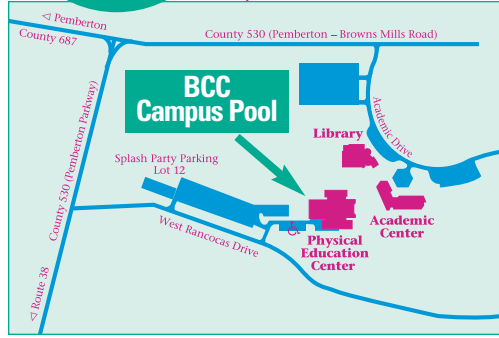 ◁ Pemberton
County 687
County 530 (Pemberton – Browns Mills Road)
BCC
Campus Pool
Academic Drive
Library
County 530 (Pemberton Parkway)
Splash Party Parking
Lot 12
West Rancocas Drive
Academic
Center
Physical
Education
Center
◁ Route 38